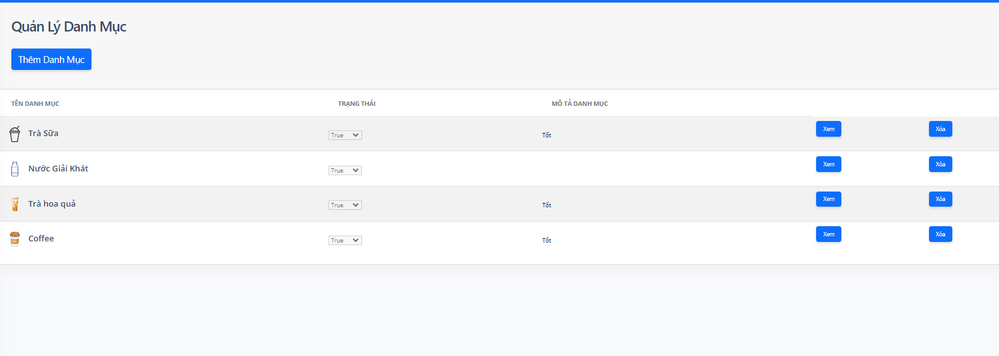 Quản Lý Danh Mục
Thêm Danh Mục
TÊN DANH MỤC TRẠNG THÁI MÔ TẢ DANH MỤC
Trà Sữa True Tốt Xem Xóa
Nước Giải Khát True Xem Xóa
Trà hoa quả True Tốt Xem Xóa
Coffee True Tốt Xem Xóa